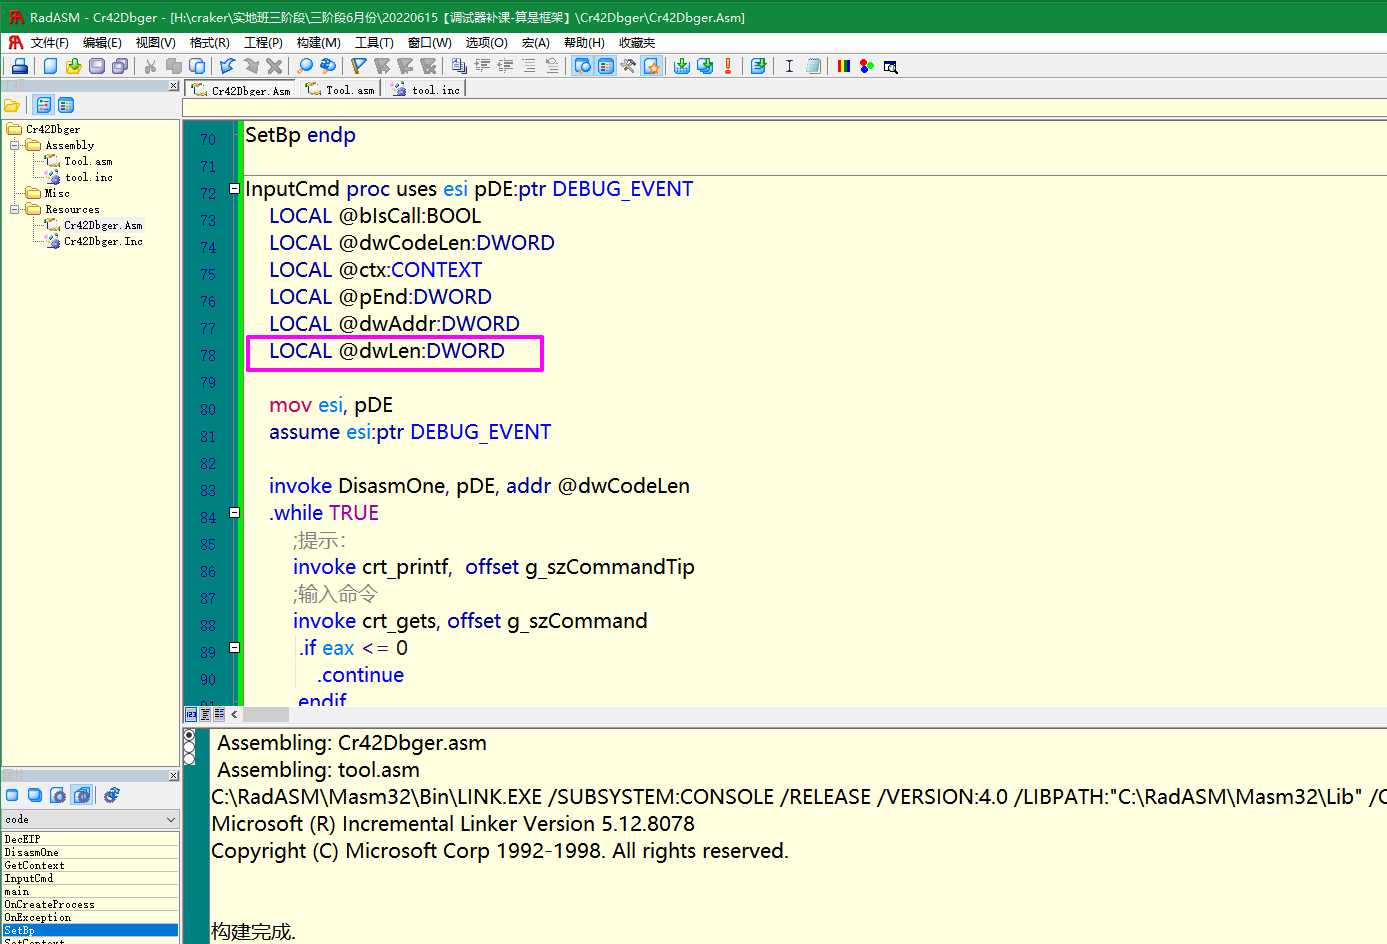 RadASM - Cr42Dbger - [H:\craker\实地班三阶段\三阶段6月份\20220615【调试器补课-算是框架】\Cr42Dbger\Cr42Dbger.Asm]
文件(F) 编辑(E) 视图(V) 格式(R) 工程(P) 构建(M) 工具(T) 窗口(W) 选项(O) 宏(A) 帮助(H) 收藏夹
Cr42Dbger.Asm Tool.asm tool.inc
Cr42Dbger
Assembly
Tool.asm
tool.inc
Misc
Resources
Cr42Dbger.Asm
Cr42Dbger.Inc
70 SetBp endp
71
72 InputCmd proc uses esi pDE:ptr DEBUG_EVENT
73 LOCAL @bIsCall:BOOL
74 LOCAL @dwCodeLen:DWORD
75 LOCAL @ctx:CONTEXT
76 LOCAL @pEnd:DWORD
77 LOCAL @dwAddr:DWORD
78 LOCAL @dwLen:DWORD
79
80 mov esi, pDE
81 assume esi:ptr DEBUG_EVENT
82
83 invoke DisasmOne, pDE, addr @dwCodeLen
84 .while TRUE
85 ;提示:
86 invoke crt_printf, offset g_szCommandTip
87 ;输入命令
88 invoke crt_gets, offset g_szCommand
89 .if eax <= 0
90 .continue
91 .endif
code
DecEIP
DisasmOne
GetContext
InputCmd
main
OnCreateProcess
OnException
SetBp
SetContext
Assembling: Cr42Dbger.asm
Assembling: tool.asm
C:\RadASM\Masm32\Bin\LINK.EXE /SUBSYSTEM:CONSOLE /RELEASE /VERSION:4.0 /LIBPATH:"C:\RadASM\Masm32\Lib" /
Microsoft (R) Incremental Linker Version 5.12.8078
Copyright (C) Microsoft Corp 1992-1998. All rights reserved.
构建完成.